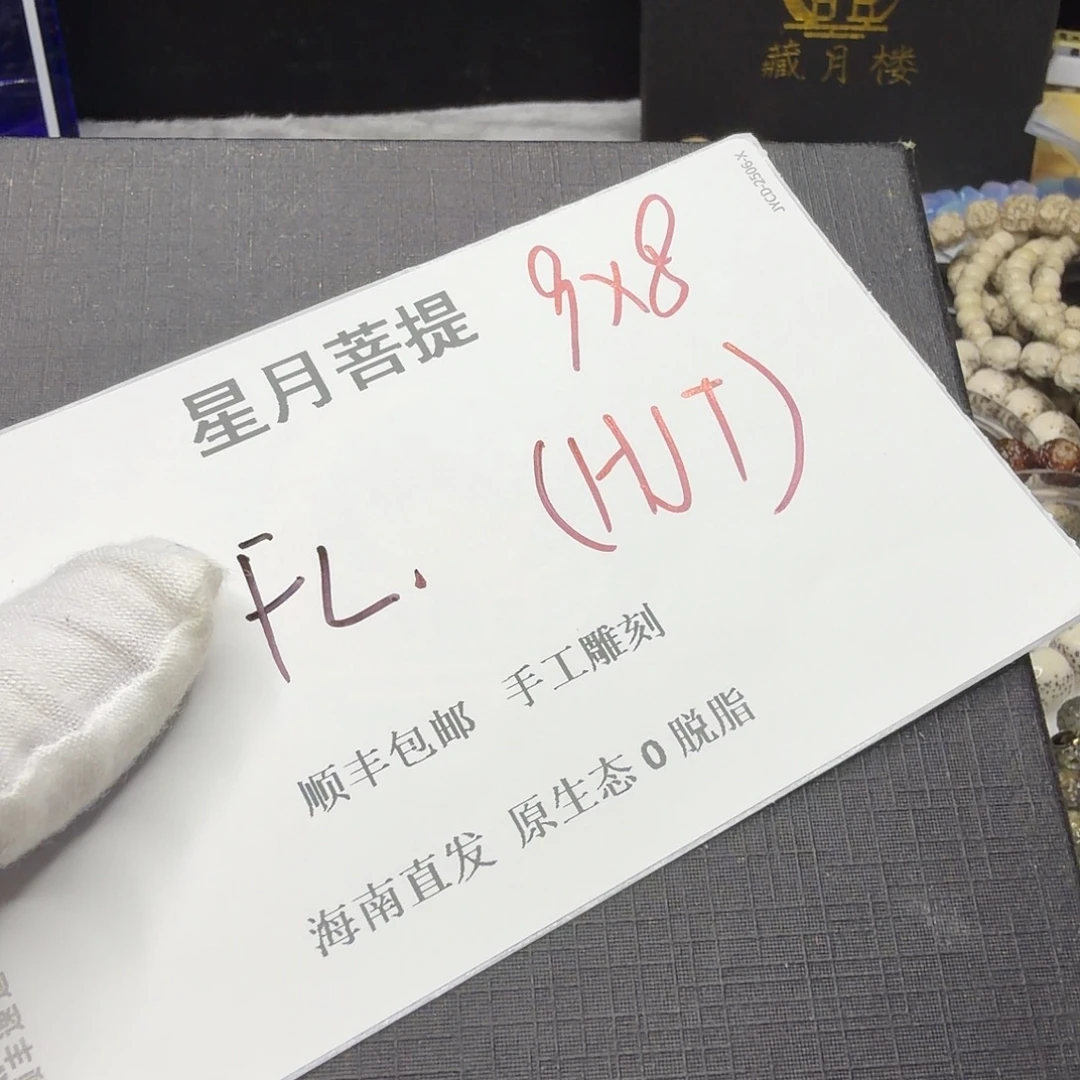 藏月楼
JYCD-2506-X
星月菩提 9x8
(HJT)
FL.
顺丰包邮 手工雕刻
海南直发 原生态 0 脱脂